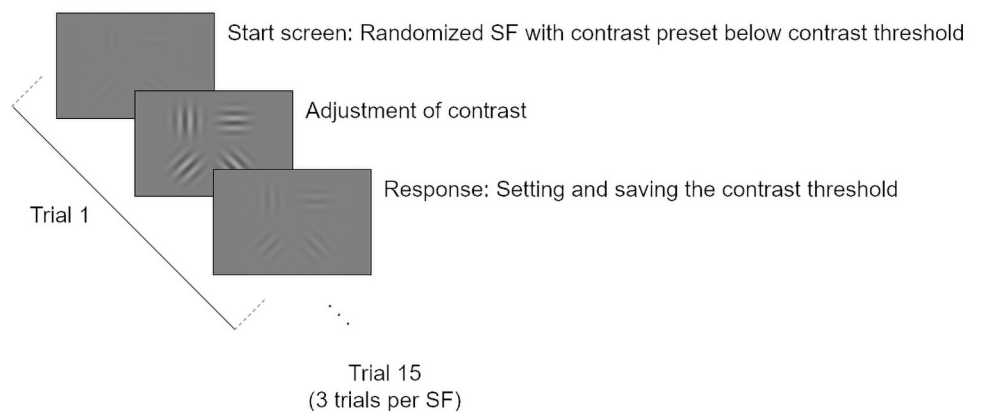 Start screen: Randomized SF with contrast preset below contrast threshold
Adjustment of contrast
Response: Setting and saving the contrast threshold
Trial 1
Trial 15
(3 trials per SF)